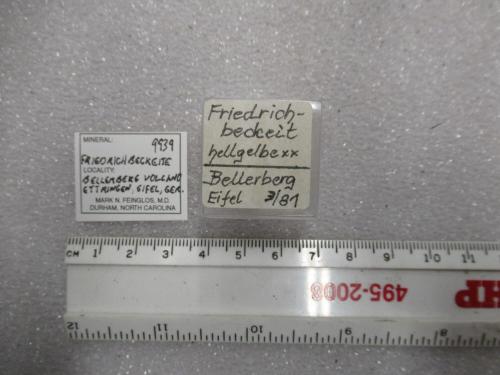 MINERAL:
9939
FRIEDRICHBECKEITE
LOCALITY:
BELLERBERG VOLCANO
ETTRINGEN, EIFEL, GER.
MARK N. FEINGLOS, M.D.
DURHAM, NORTH CAROLINA
Friedrich-
beckeit
hellgelbe xx
Bellerberg
Eifel 3/81
CM 1 2 3 4 5 6 7 8 9 10 11
495-2008 HP
12 11 10 9 8